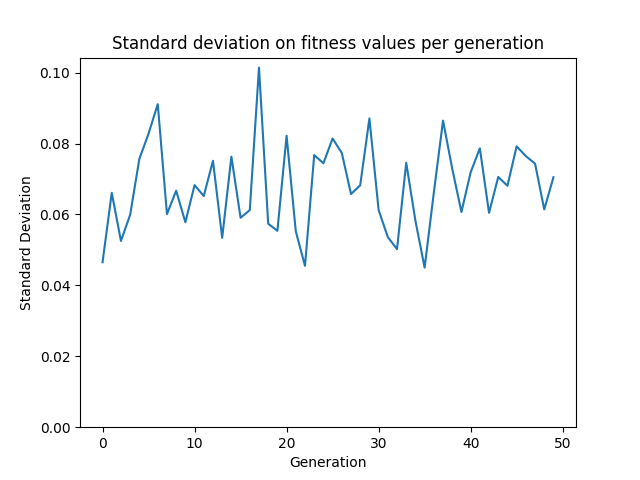 Standard deviation on fitness values per generation
0.10
0.08
0.06
0.04
0.02
0.00
Standard Deviation
0 10 20 30 40 50
Generation